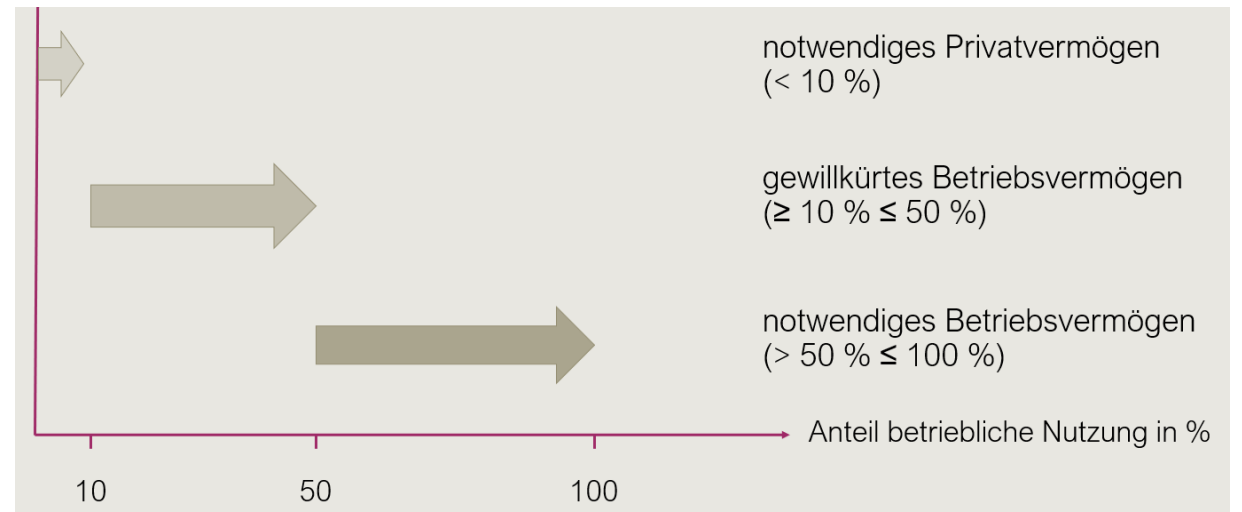 notwendiges Privatvermögen
(< 10 %)
gewillkürtes Betriebsvermögen
(≥ 10 % ≤ 50 %)
notwendiges Betriebsvermögen
(> 50 % ≤ 100 %)
Anteil betriebliche Nutzung in %
10 50 100